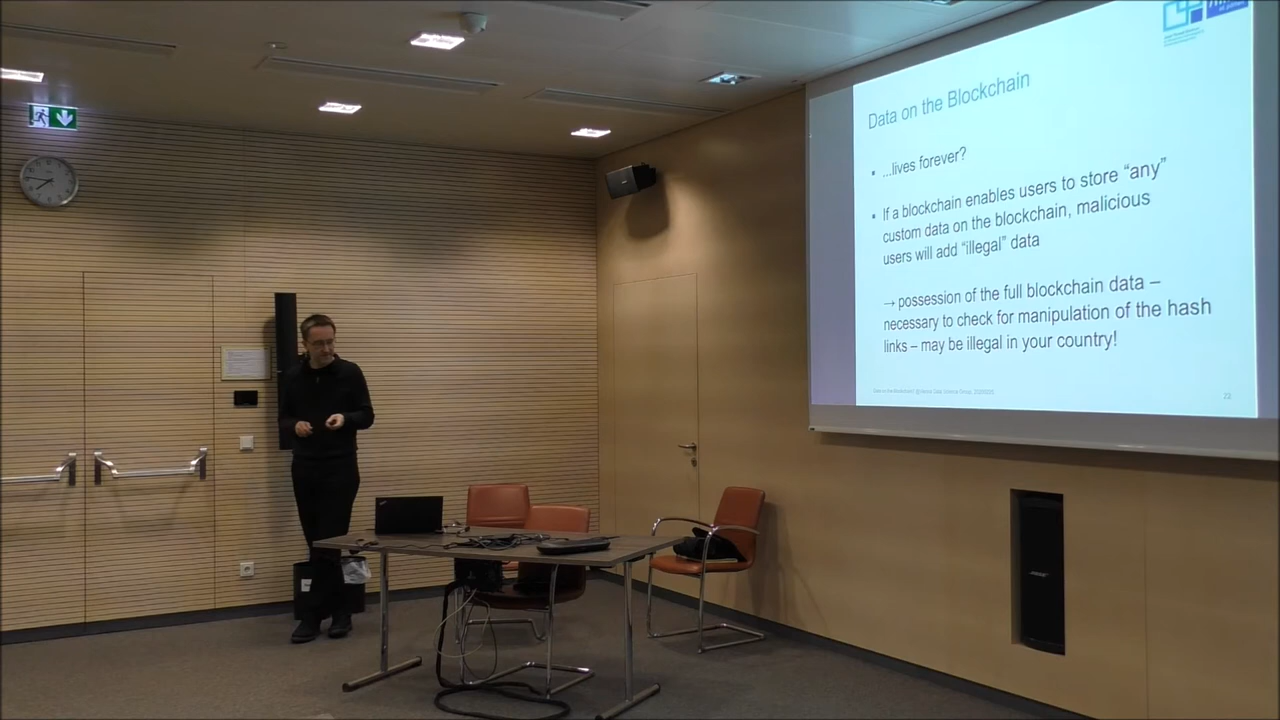 Data on the Blockchain
• ...lives forever?
• If a blockchain enables users to store “any”
custom data on the blockchain, malicious
users will add “illegal” data
→ possession of the full blockchain data –
necessary to check for manipulation of the hash
links – may be illegal in your country!
22
BOSE